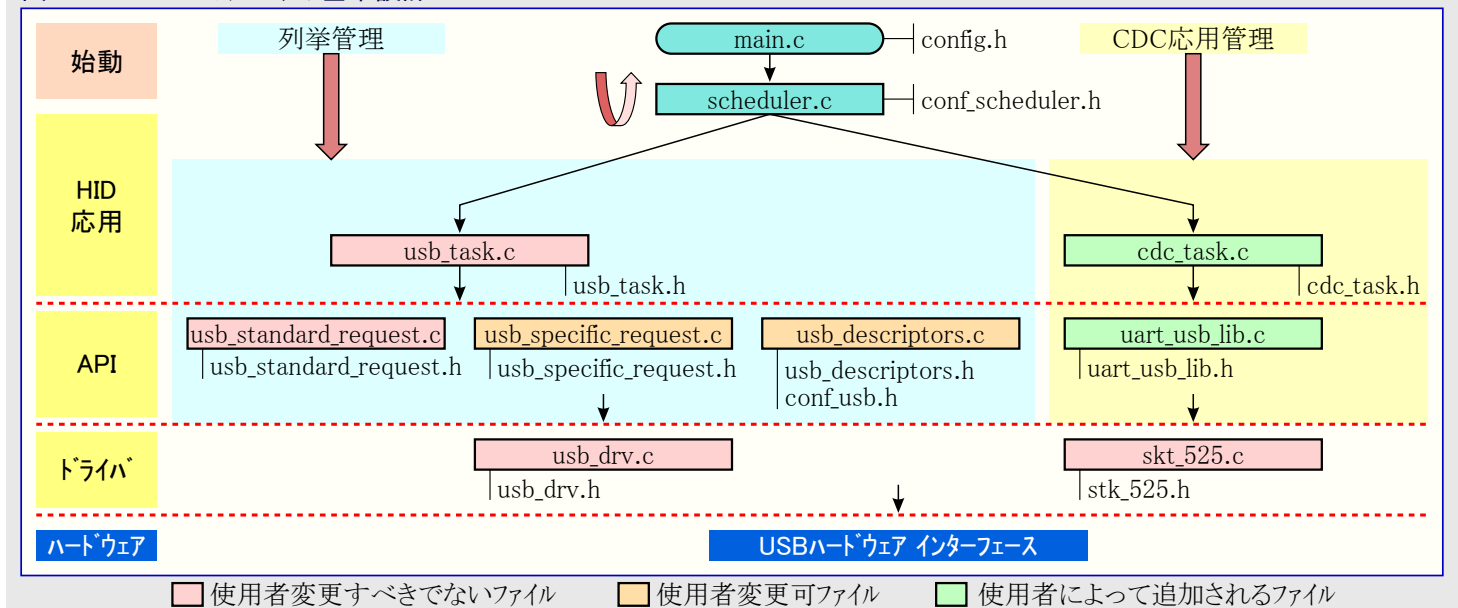 始動
列挙管理
main.c
config.h
CDC応用管理
scheduler.c
conf_scheduler.h
HID
応用
usb_task.c
usb_task.h
cdc_task.c
cdc_task.h
API
usb_standard_request.c
usb_standard_request.h
usb_specific_request.c
usb_specific_request.h
usb_descriptors.c
usb_descriptors.h
conf_usb.h
uart_usb_lib.c
uart_usb_lib.h
ドライバ
usb_drv.c
usb_drv.h
skt_525.c
stk_525.h
ハードウェア
USBハードウェア インターフェース
使用者変更すべきでないファイル
使用者変更可ファイル
使用者によって追加されるファイル